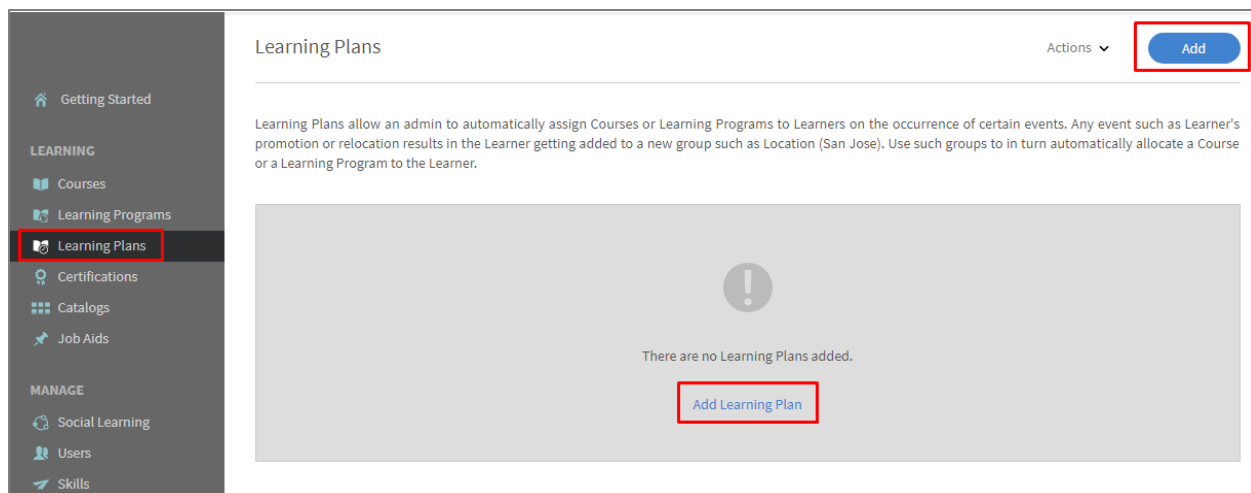 Learning Plans
Actions
Add
Getting Started
LEARNING
Courses
Learning Programs
Learning Plans
Certifications
Catalogs
Job Aids
MANAGE
Social Learning
Users
Skills
Learning Plans allow an admin to automatically assign Courses or Learning Programs to Learners on the occurrence of certain events. Any event such as Learner's
promotion or relocation results in the Learner getting added to a new group such as Location (San Jose). Use such groups to in turn automatically allocate a Course
or a Learning Program to the Learner.
There are no Learning Plans added.
Add Learning Plan